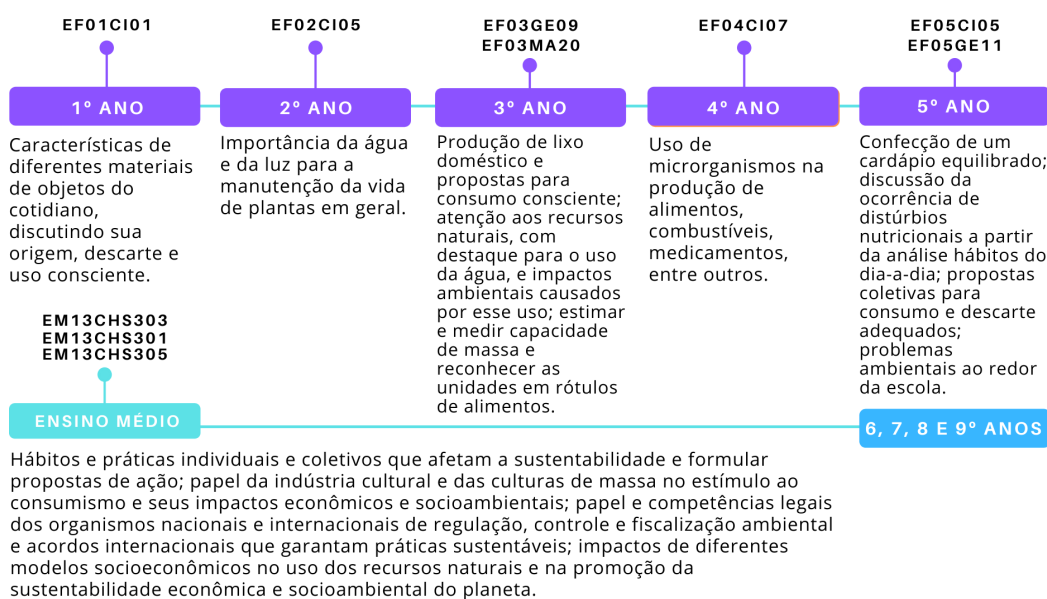 EF01CI01
1º ANO
Características de
diferentes materiais
de objetos do
cotidiano,
discutindo sua
origem, descarte e
uso consciente.
EF02CI05
2º ANO
Importância da água
e da luz para a
manutenção da vida
de plantas em geral.
EF03GE09
EF03MA20
3º ANO
Produção de lixo
doméstico e
propostas para
consumo consciente;
atenção aos recursos
naturais, com
destaque para o uso
da água, e impactos
ambientais causados
por esse uso; estimar
e medir capacidade
de massa e
reconhecer as
unidades em rótulos
de alimentos.
EF04CI07
4º ANO
Uso de
microrganismos na
produção de
alimentos,
combustíveis,
medicamentos,
entre outros.
EF05CI05
EF05GE11
5º ANO
Confecção de um
cardápio equilibrado;
discussão da
ocorrência de
distúrbios
nutricionais a partir
da análise hábitos do
dia-a-dia; propostas
coletivas para
consumo e descarte
adequados;
problemas
ambientais ao redor
da escola.
6, 7, 8 E 9º ANOS
EM13CHS303
EM13CHS301
EM13CHS305
ENSINO MÉDIO
Hábitos e práticas individuais e coletivos que afetam a sustentabilidade e formular
propostas de ação; papel da indústria cultural e das culturas de massa no estímulo ao
consumismo e seus impactos econômicos e socioambientais; papel e competências legais
dos organismos nacionais e internacionais de regulação, controle e fiscalização ambiental
e acordos internacionais que garantam práticas sustentáveis; impactos de diferentes
modelos socioeconômicos no uso dos recursos naturais e na promoção da
sustentabilidade econômica e socioambiental do planeta.